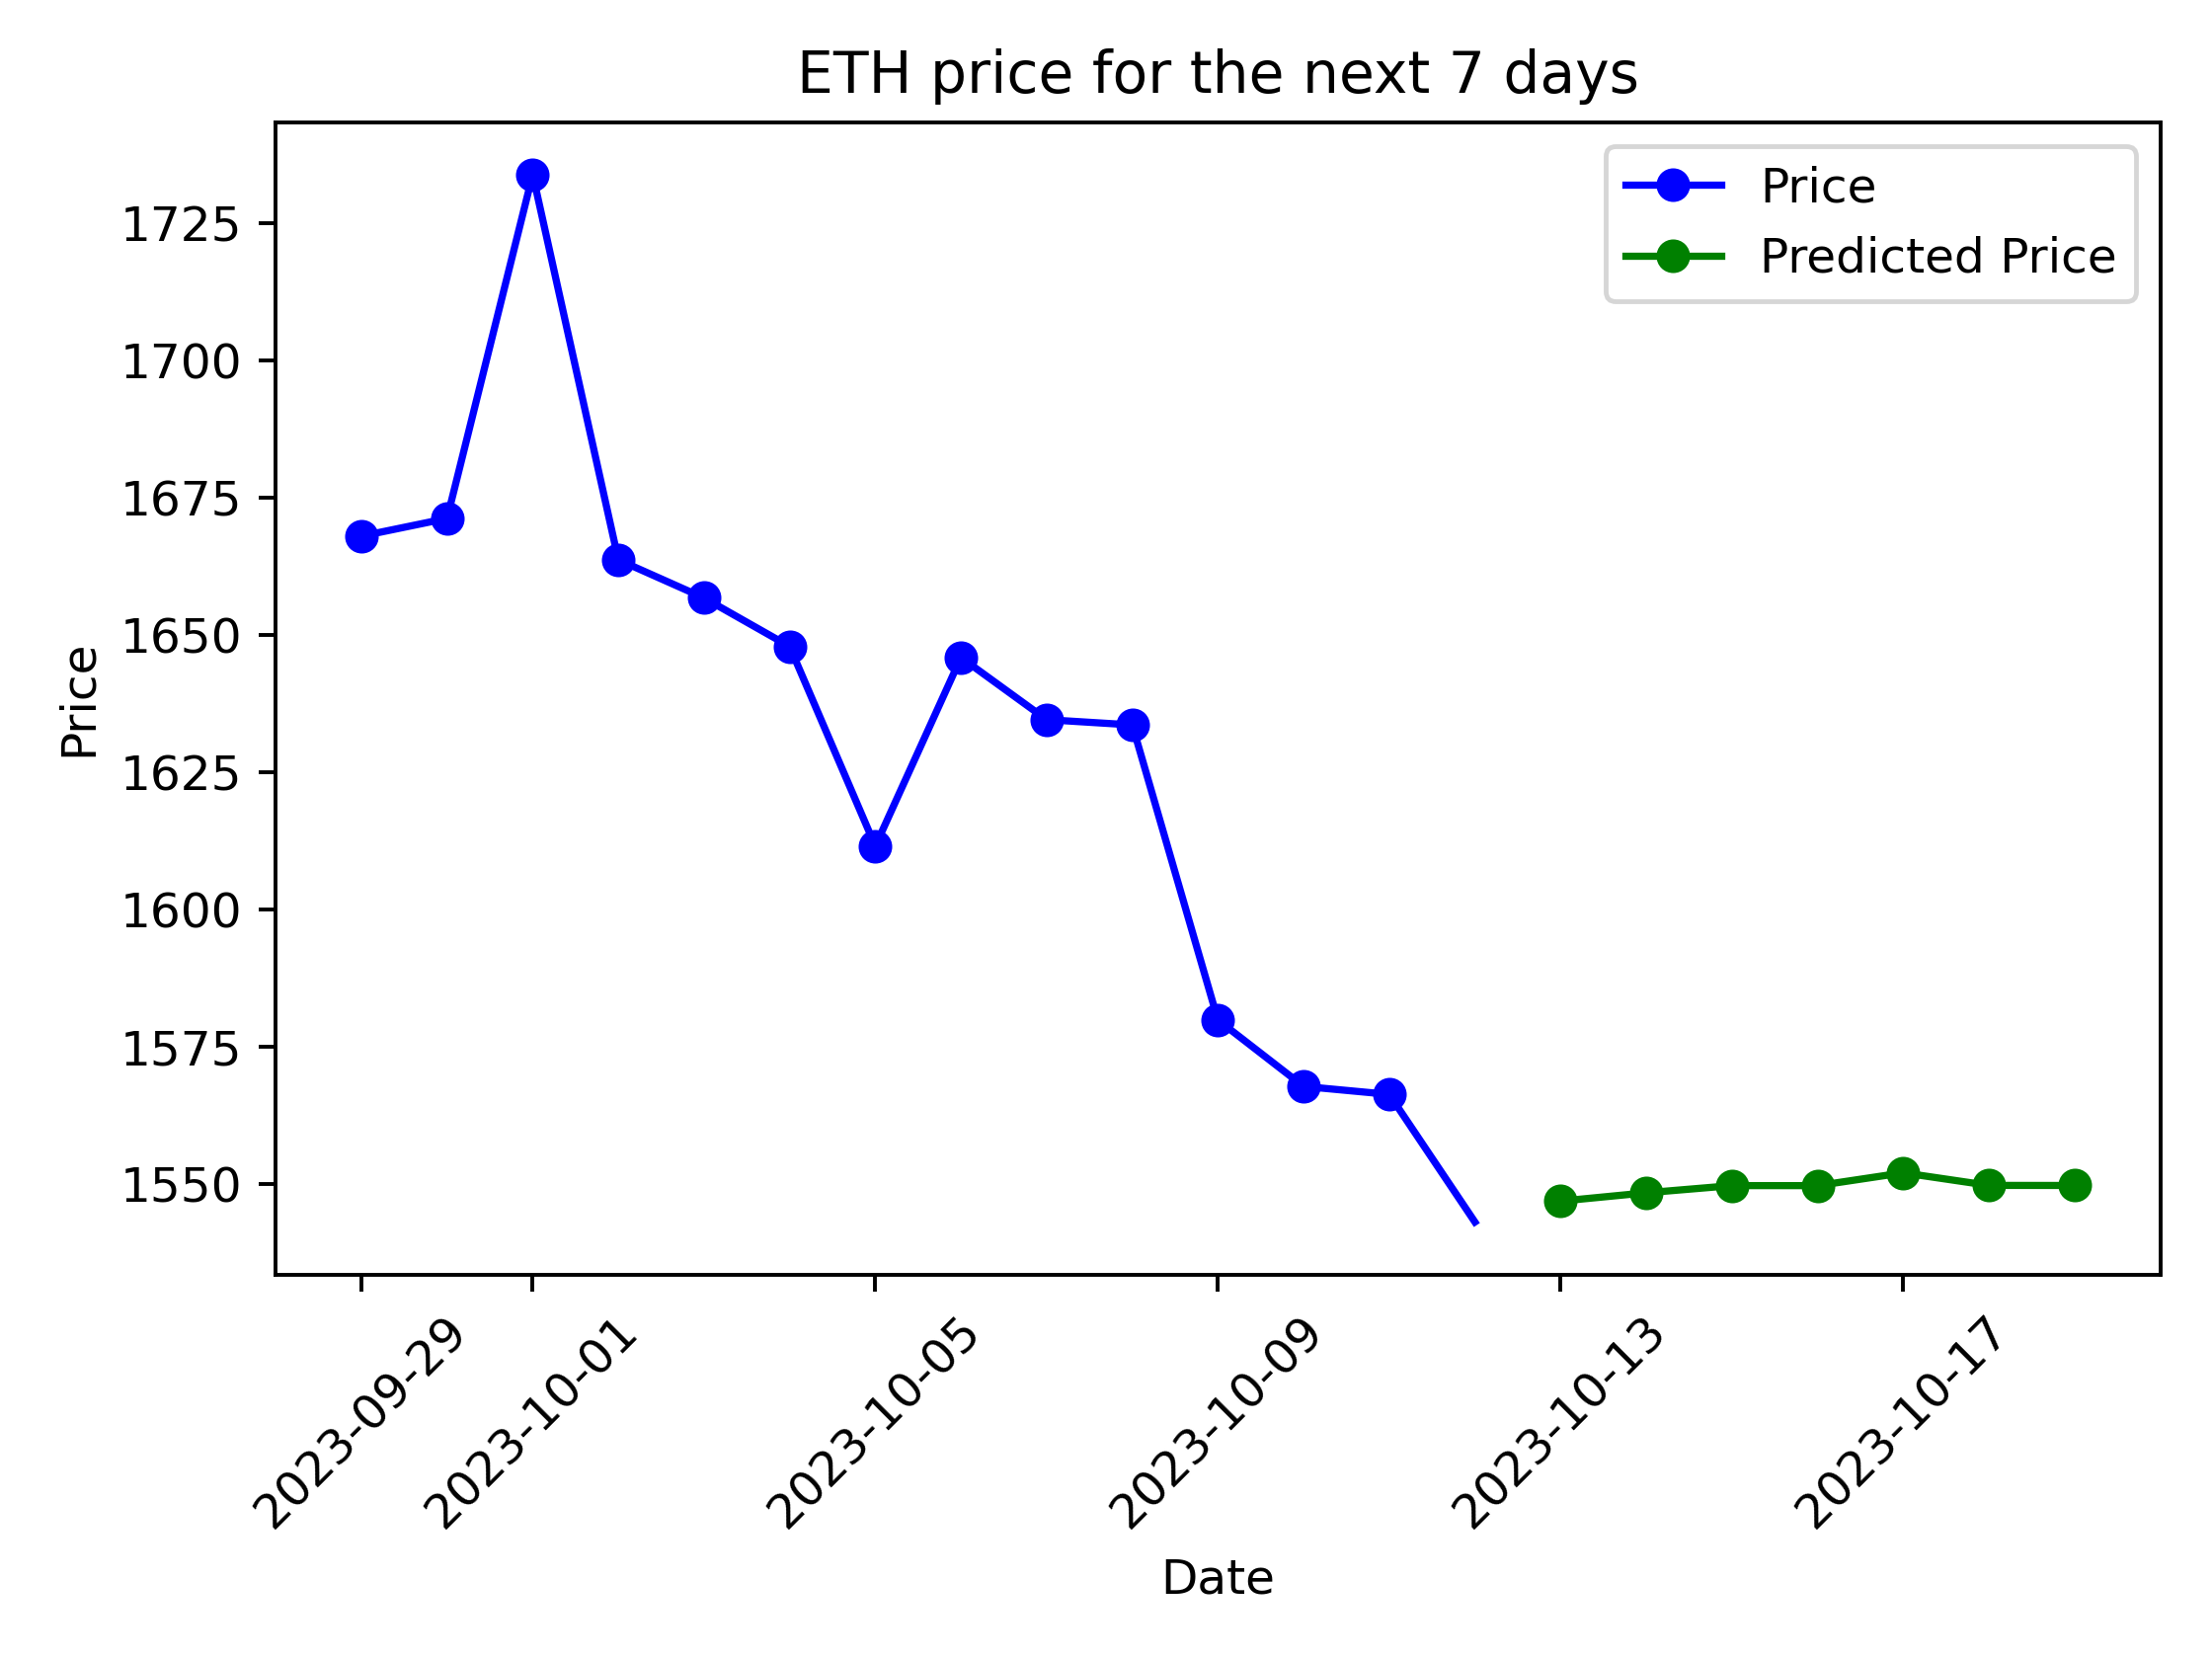 ETH price for the next 7 days
Price
Predicted Price
1725
1700
1675
1650
1625
1600
1575
1550
Price
2023-09-29
2023-10-01
2023-10-05
2023-10-09
2023-10-13
2023-10-17
Date